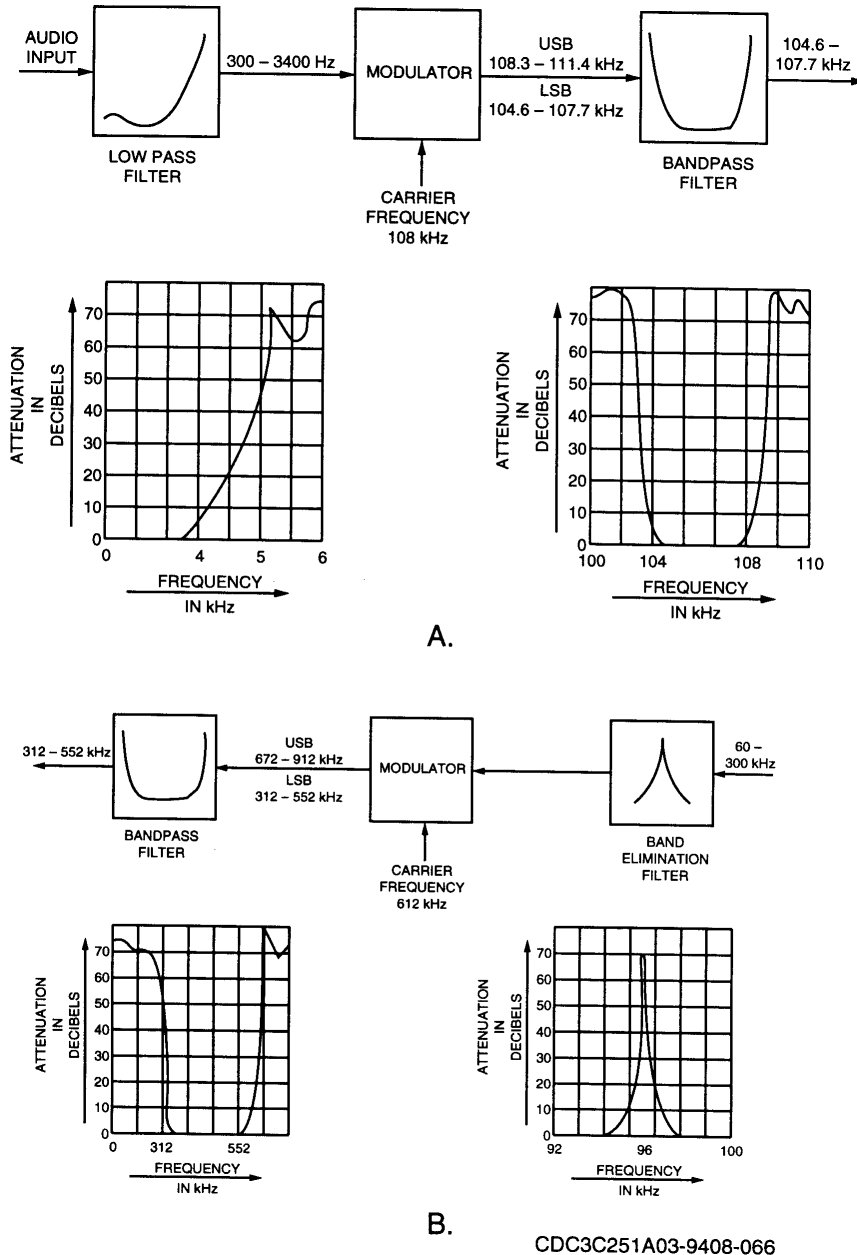 AUDIO
INPUT
300 – 3400 Hz
MODULATOR
USB
108.3 – 111.4 kHz
LSB
104.6 – 107.7 kHz
104.6 –
107.7 kHz
LOW PASS
FILTER
CARRIER
FREQUENCY
108 kHz
BANDPASS
FILTER
ATTENUATION
IN
DECIBELS
70
60
50
40
30
20
10
0
0 4 5 6
FREQUENCY
IN kHz
ATTENUATION
IN
DECIBELS
70
60
50
40
30
20
10
0
100 104 108 110
FREQUENCY
IN kHz
A.
312 – 552 kHz
BANDPASS
FILTER
USB
672 – 912 kHz
LSB
312 – 552 kHz
MODULATOR
CARRIER
FREQUENCY
612 kHz
60 –
300 kHz
BAND
ELIMINATION
FILTER
ATTENUATION
IN
DECIBELS
70
60
50
40
30
20
10
0
0 312 552
FREQUENCY
IN kHz
ATTENUATION
IN
DECIBELS
70
60
50
40
30
20
10
0
92 96 100
FREQUENCY
IN kHz
B.
CDC3C251A03-9408-066